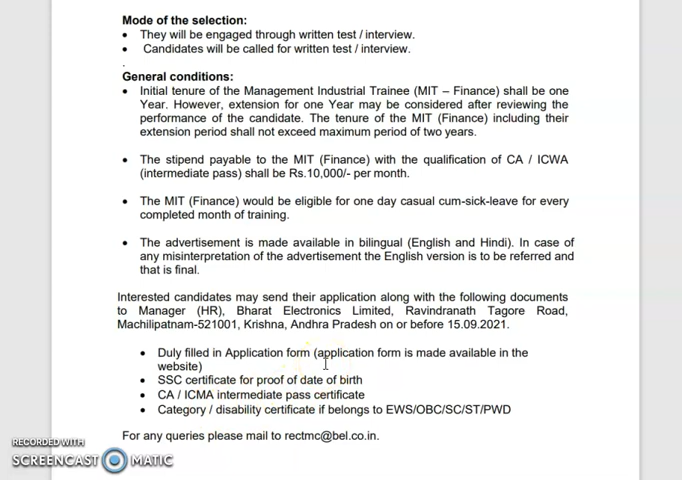 Mode of the selection:
• They will be engaged through written test / interview.
• Candidates will be called for written test / interview.
.
General conditions:
• Initial tenure of the Management Industrial Trainee (MIT – Finance) shall be one
Year. However, extension for one Year may be considered after reviewing the
performance of the candidate. The tenure of the MIT (Finance) including their
extension period shall not exceed maximum period of two years.
• The stipend payable to the MIT (Finance) with the qualification of CA / ICWA
(intermediate pass) shall be Rs.10,000/- per month.
• The MIT (Finance) would be eligible for one day casual cum-sick-leave for every
completed month of training.
• The advertisement is made available in bilingual (English and Hindi). In case of
any misinterpretation of the advertisement the English version is to be referred and
that is final.
Interested candidates may send their application along with the following documents
to Manager (HR), Bharat Electronics Limited, Ravindranath Tagore Road,
Machilipatnam-521001, Krishna, Andhra Pradesh on or before 15.09.2021.
• Duly filled in Application form (application form is made available in the
website)
• SSC certificate for proof of date of birth
• CA / ICMA intermediate pass certificate
• Category / disability certificate if belongs to EWS/OBC/SC/ST/PWD
For any queries please mail to rectmc@bel.co.in.
RECORDED WITH
SCREENCAST MATIC